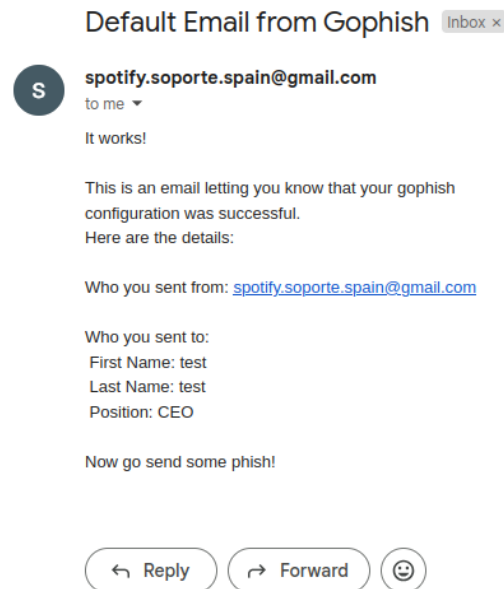 Default Email from Gophish Inbox ×
S
spotify.soporte.spain@gmail.com
to me
It works!
This is an email letting you know that your gophish
configuration was successful.
Here are the details:
Who you sent from: spotify.soporte.spain@gmail.com
Who you sent to:
First Name: test
Last Name: test
Position: CEO
Now go send some phish!
Reply Forward